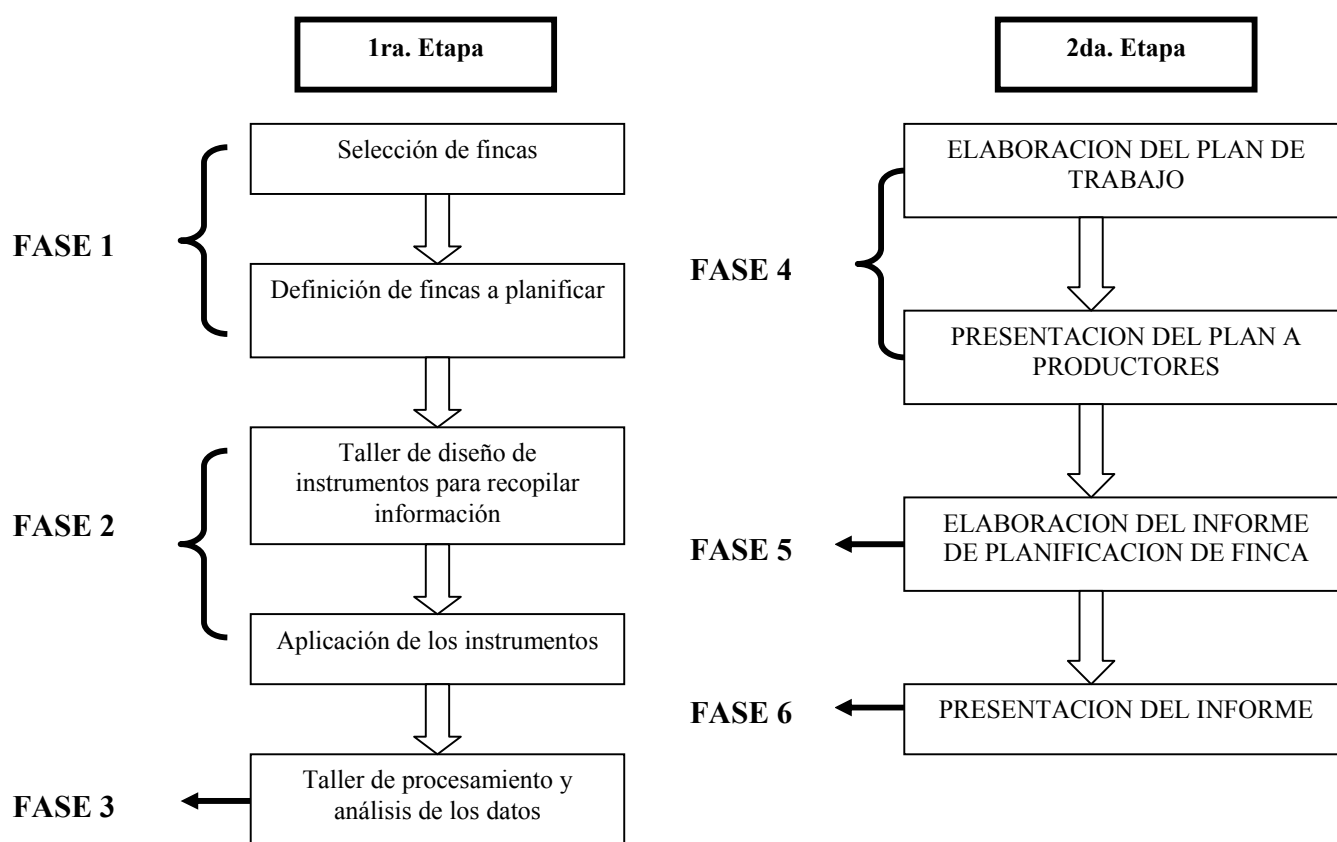 1ra. Etapa
Selección de fincas
FASE 1
Definición de fincas a planificar
Taller de diseño de
instrumentos para recopilar
información
FASE 2
Aplicación de los instrumentos
Taller de procesamiento y
análisis de los datos
FASE 3
2da. Etapa
ELABORACION DEL PLAN DE
TRABAJO
FASE 4
PRESENTACION DEL PLAN A
PRODUCTORES
ELABORACION DEL INFORME
DE PLANIFICACION DE FINCA
FASE 5
PRESENTACION DEL INFORME
FASE 6